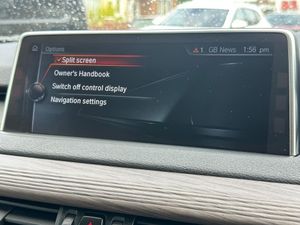 Options
1 GB News 1:56 pm
Split screen
Owner's Handbook
Switch off control display
Navigation settings